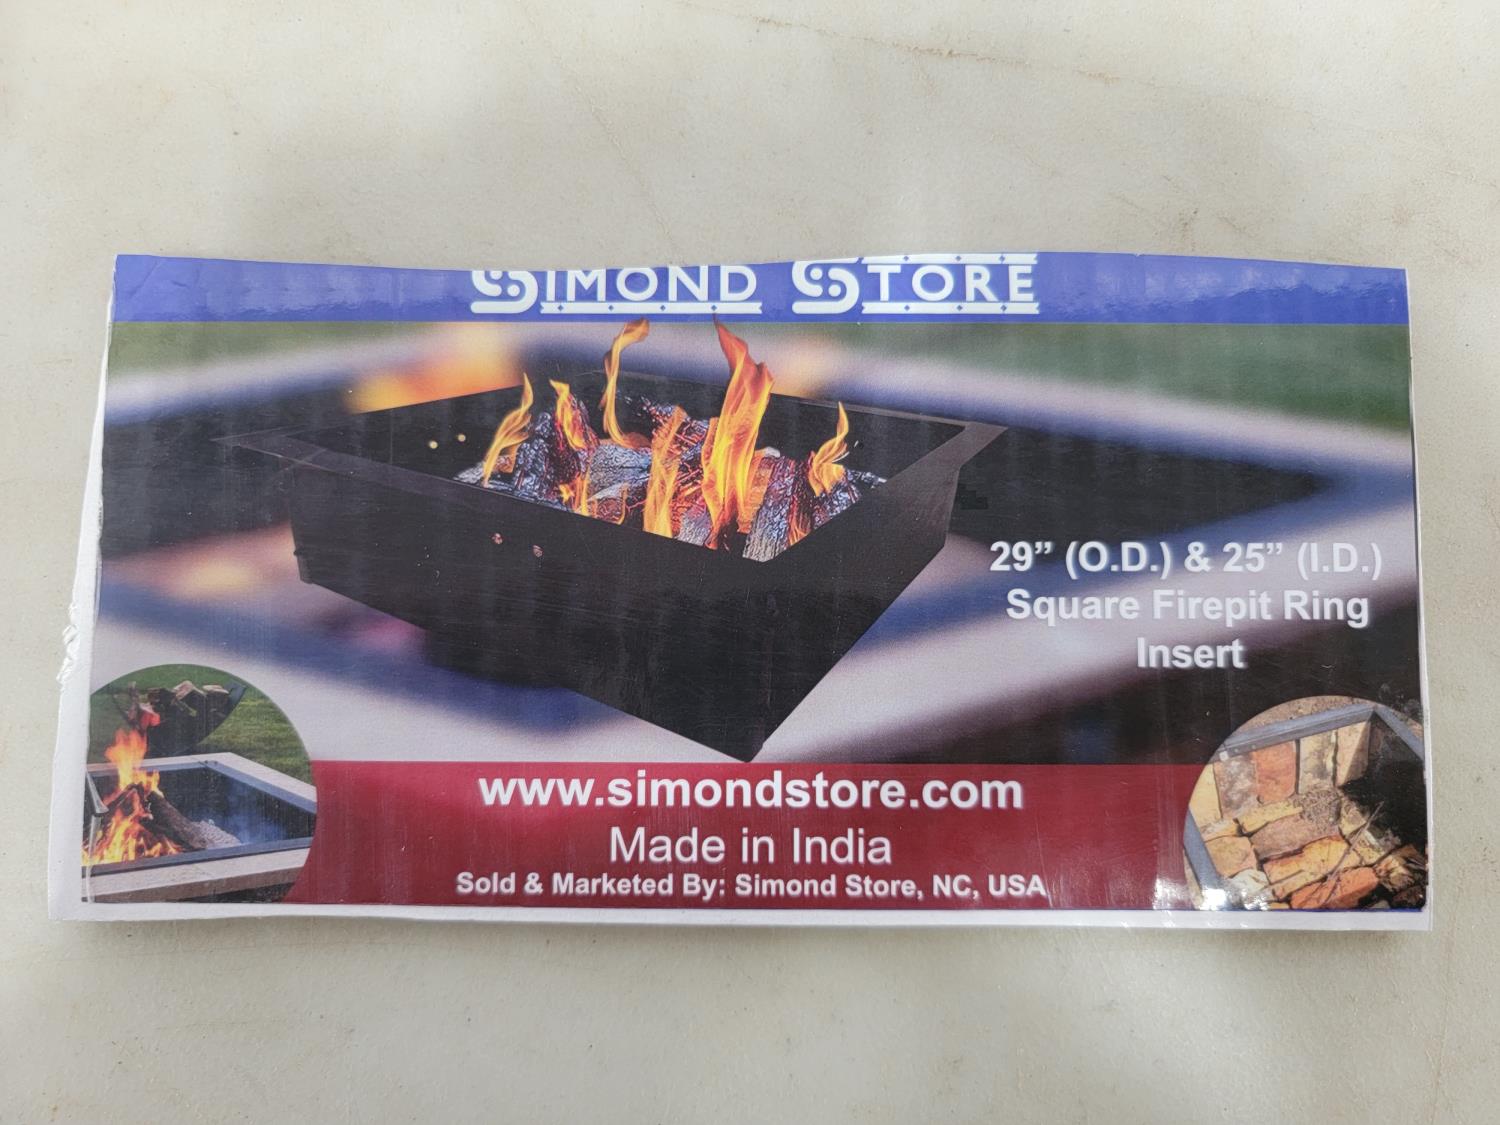 SIMOND STORE
29” (O.D.) & 25” (I.D.)
Square Firepit Ring
Insert
www.simondstore.com
Made in India
Sold & Marketed By: Simond Store, NC, USA